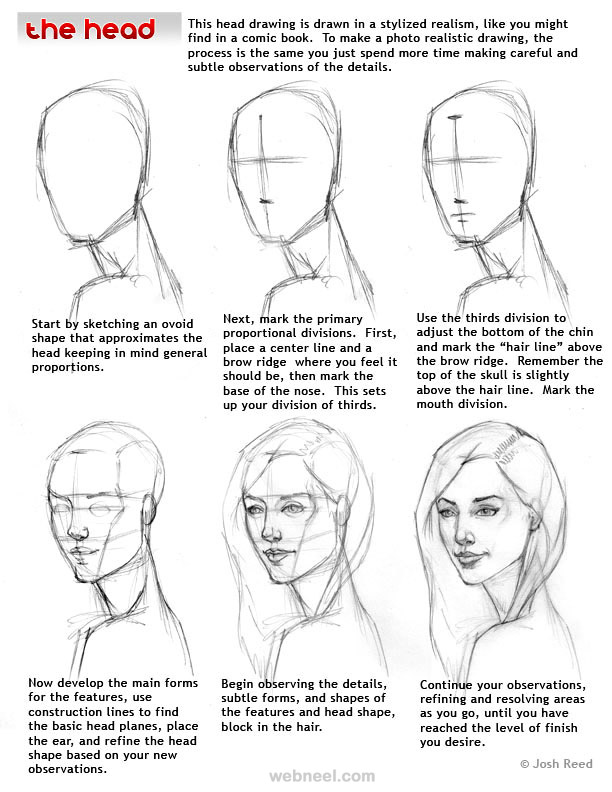 the head
This head drawing is drawn in a stylized realism, like you might
find in a comic book.  To make a photo realistic drawing, the
process is the same you just spend more time making careful and
subtle observations of the details.
Start by sketching an ovoid
shape that approximates the
head keeping in mind general
proportions.
Next, mark the primary
proportional divisions.  First,
place a center line and a
brow ridge  where you feel it
should be, then mark the
base of the nose.  This sets
up your division of thirds.
Use the thirds division to
adjust the bottom of the chin
and mark the “hair line” above
the brow ridge.  Remember the
top of the skull is slightly
above the hair line.  Mark the
mouth division.
Now develop the main forms
for the features, use
construction lines to find
the basic head planes, place
the ear, and refine the head
shape based on your new
observations.
Begin observing the details,
subtle forms, and shapes of
the features and head shape,
block in the hair.
Continue your observations,
refining and resolving areas
as you go, until you have
reached the level of finish
you desire.
© Josh Reed
webneel.com